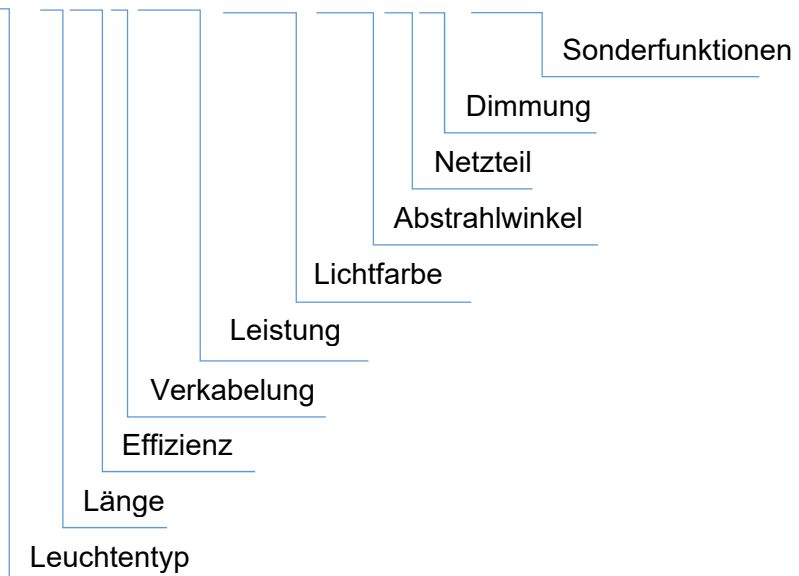 Sonderfunktionen
Dimmung
Netzteil
Abstrahlwinkel
Lichtfarbe
Leistung
Verkabelung
Effizienz
Länge
Leuchtentyp